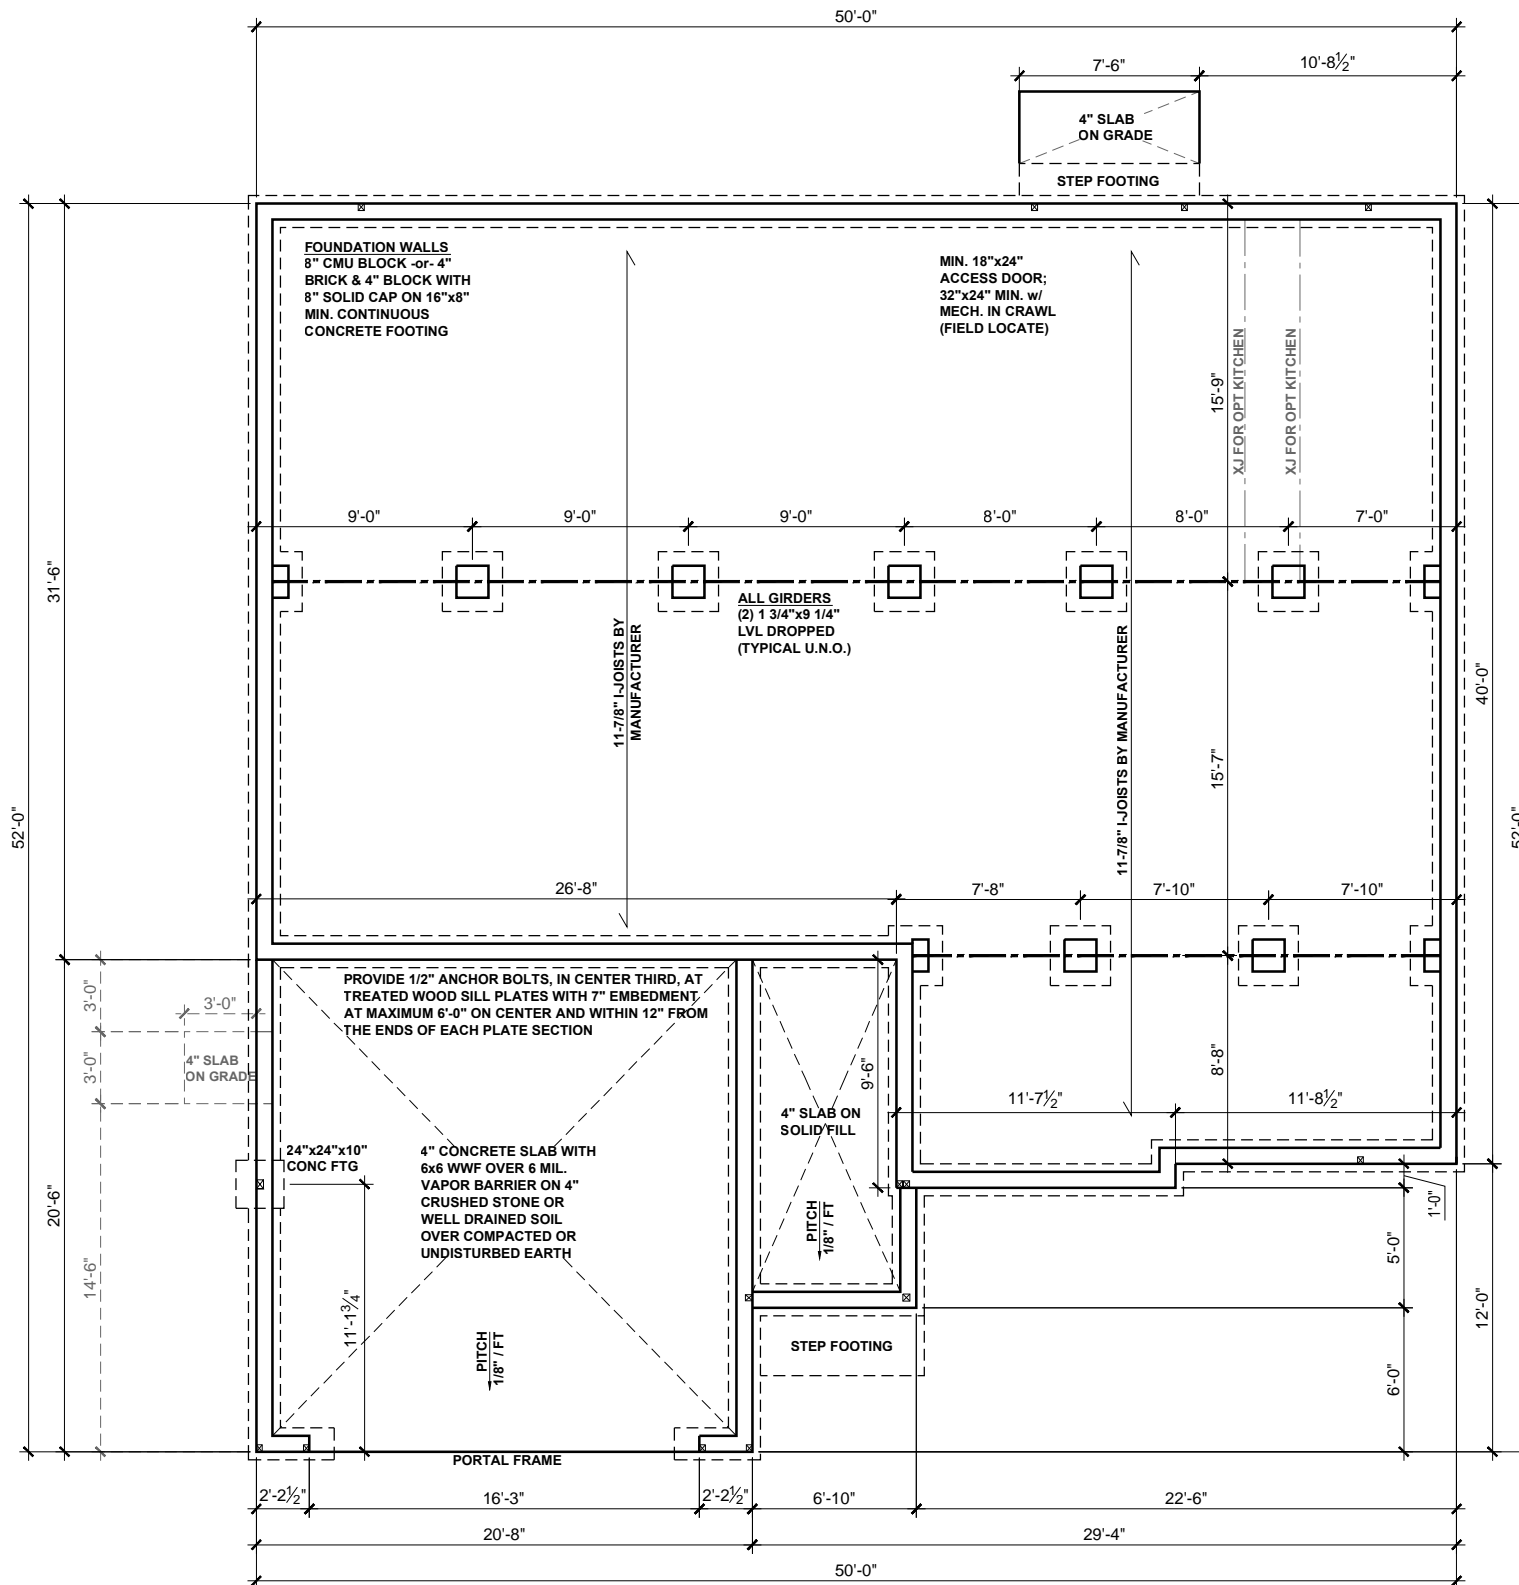 50'-0"
7'-6"
10'-8½"
4" SLAB
ON GRADE
STEP FOOTING
FOUNDATION WALLS
8" CMU BLOCK -or- 4"
BRICK & 4" BLOCK WITH
8" SOLID CAP ON 16"x8"
MIN. CONTINUOUS
CONCRETE FOOTING
MIN. 18"x24"
ACCESS DOOR;
32"x24" MIN. w/
MECH. IN CRAWL
(FIELD LOCATE)
15'-9"
XJ FOR OPT KITCHEN
XJ FOR OPT KITCHEN
31'-6"
9'-0"
9'-0"
9'-0"
8'-0"
8'-0"
7'-0"
ALL GIRDERS
(2) 1 3/4"x9 1/4"
LVL DROPPED
(TYPICAL U.N.O.)
11-7/8" I-JOISTS BY
MANUFACTURER
11-7/8" I-JOISTS BY MANUFACTURER
40'-0"
15'-7"
52'-0"
52'-0"
26'-8"
7'-8"
7'-10"
7'-10"
PROVIDE 1/2" ANCHOR BOLTS, IN CENTER THIRD, AT
TREATED WOOD SILL PLATES WITH 7" EMBEDMENT
AT MAXIMUM 6'-0" ON CENTER AND WITHIN 12" FROM
THE ENDS OF EACH PLATE SECTION
3'-0"
3'-0"
3'-0"
4" SLAB
ON GRADE
9'-6"
8'-8"
11'-7½"
11'-8½"
4" SLAB ON
SOLID FILL
24"x24"x10"
CONC FTG
4" CONCRETE SLAB WITH
6x6 WWF OVER 6 MIL.
VAPOR BARRIER ON 4"
CRUSHED STONE OR
WELL DRAINED SOIL
OVER COMPACTED OR
UNDISTURBED EARTH
20'-6"
PITCH
1/8" / FT
1'-0"
5'-0"
14'-6"
11'-1¾"
12'-0"
PITCH
1/8" / FT
STEP FOOTING
6'-0"
PORTAL FRAME
2'-2½"
16'-3"
2'-2½"
6'-10"
22'-6"
20'-8"
29'-4"
50'-0"